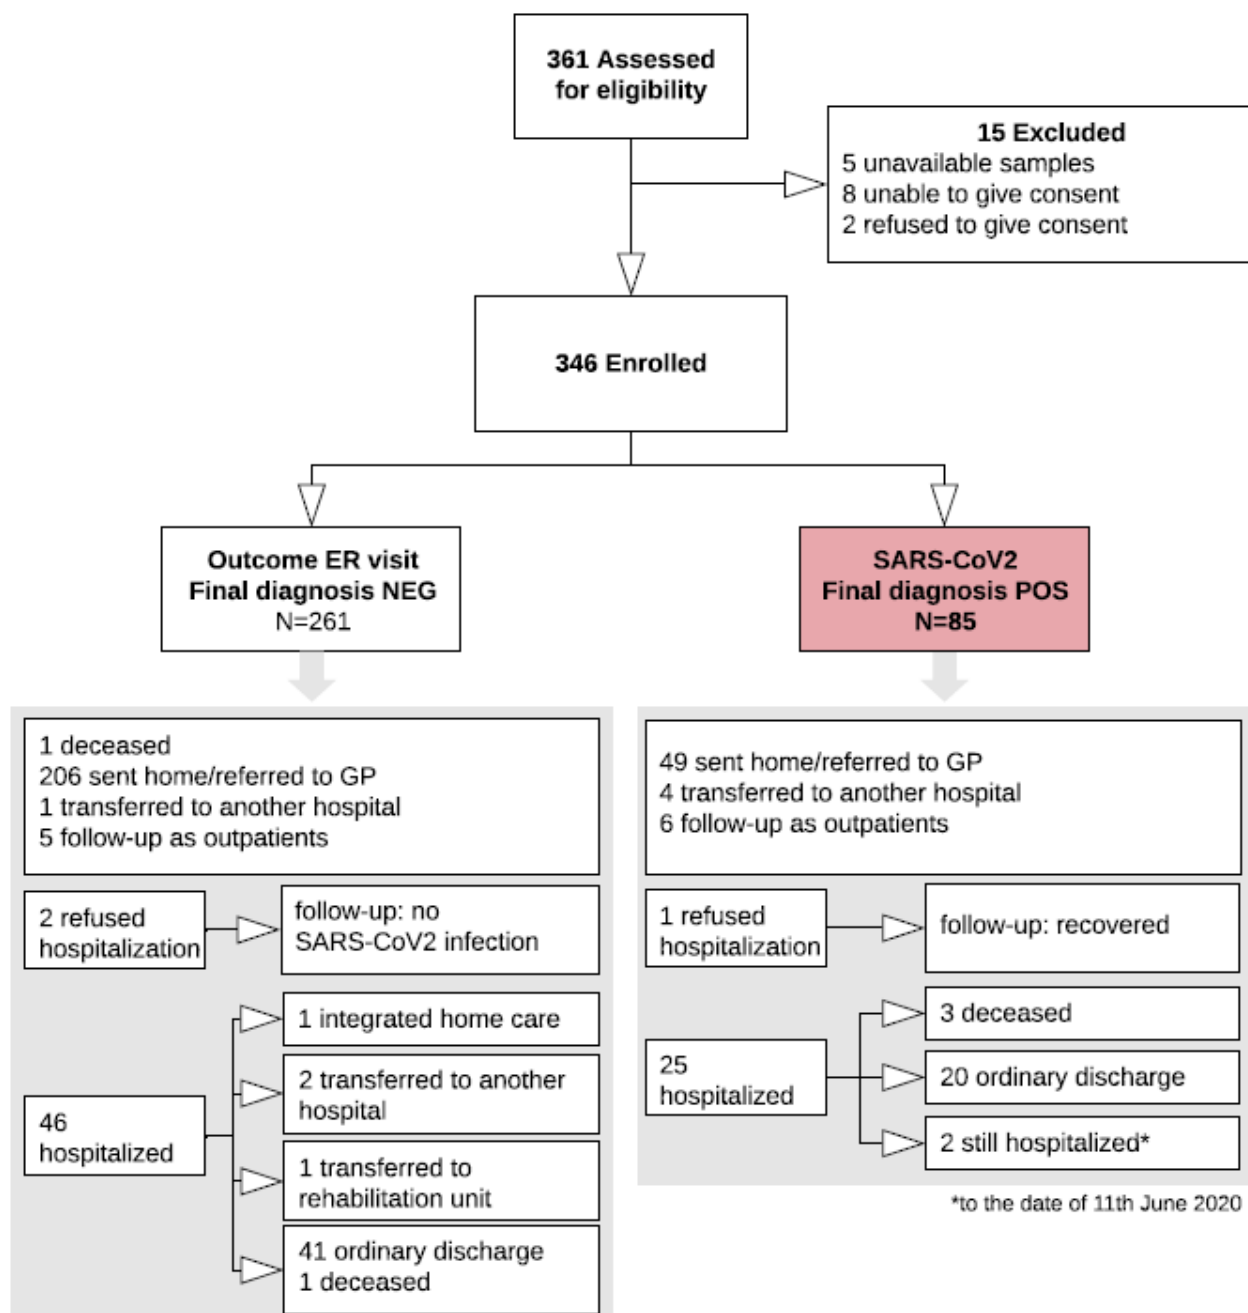 361 Assessed
for eligibility
15 Excluded
5 unavailable samples
8 unable to give consent
2 refused to give consent
346 Enrolled
Outcome ER visit
Final diagnosis NEG
N=261
SARS-CoV2
Final diagnosis POS
N=85
1 deceased
206 sent home/referred to GP
1 transferred to another hospital
5 follow-up as outpatients
2 refused
hospitalization
follow-up: no
SARS-CoV2 infection
46
hospitalized
1 integrated home care
2 transferred to another
hospital
1 transferred to
rehabilitation unit
41 ordinary discharge
1 deceased
49 sent home/referred to GP
4 transferred to another hospital
6 follow-up as outpatients
1 refused
hospitalization
follow-up: recovered
25
hospitalized
3 deceased
20 ordinary discharge
2 still hospitalized*
*to the date of 11th June 2020